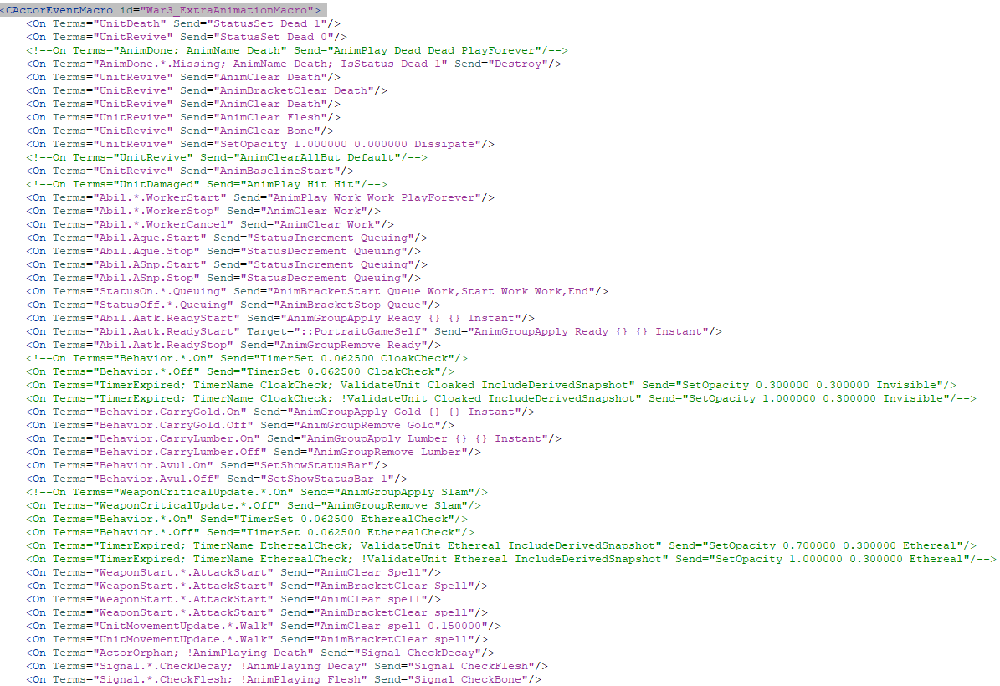 <CActorEventMacro id="War3_ExtraAnimationMacro">
<On Terms="UnitDeath" Send="StatusSet Dead 1"/>
<On Terms="UnitRevive" Send="StatusSet Dead 0"/>
<!--On Terms="AnimDone; AnimName Death" Send="AnimPlay Dead Dead PlayForever"/-->
<On Terms="AnimDone.*.Missing; AnimName Death; IsStatus Dead 1" Send="Destroy"/>
<On Terms="UnitRevive" Send="AnimClear Death"/>
<On Terms="UnitRevive" Send="AnimBracketClear Death"/>
<On Terms="UnitRevive" Send="AnimClear Death"/>
<On Terms="UnitRevive" Send="AnimClear Flesh"/>
<On Terms="UnitRevive" Send="AnimClear Bone"/>
<On Terms="UnitRevive" Send="SetOpacity 1.000000 0.000000 Dissipate"/>
<!--On Terms="UnitRevive" Send="AnimClearAllBut Default"/-->
<On Terms="UnitRevive" Send="AnimBaselineStart"/>
<!--On Terms="UnitDamaged" Send="AnimPlay Hit Hit"/-->
<On Terms="Abil.*.WorkerStart" Send="AnimPlay Work Work PlayForever"/>
<On Terms="Abil.*.WorkerStop" Send="AnimClear Work"/>
<On Terms="Abil.*.WorkerCancel" Send="AnimClear Work"/>
<On Terms="Abil.Aque.Start" Send="StatusIncrement Queuing"/>
<On Terms="Abil.Aque.Stop" Send="StatusDecrement Queuing"/>
<On Terms="Abil.ASnp.Start" Send="StatusIncrement Queuing"/>
<On Terms="Abil.ASnp.Stop" Send="StatusDecrement Queuing"/>
<On Terms="StatusOn.*.Queuing" Send="AnimBracketStart Queue Work,Start Work Work,End"/>
<On Terms="StatusOff.*.Queuing" Send="AnimBracketStop Queue"/>
<On Terms="Abil.Aatk.ReadyStart" Send="AnimGroupApply Ready {} {} Instant"/>
<On Terms="Abil.Aatk.ReadyStart" Target="::PortraitGameSelf" Send="AnimGroupApply Ready {} {} Instant"/>
<On Terms="Abil.Aatk.ReadyStop" Send="AnimGroupRemove Ready"/>
<!--On Terms="Behavior.*.On" Send="TimerSet 0.062500 CloakCheck"/>
<On Terms="Behavior.*.Off" Send="TimerSet 0.062500 CloakCheck"/>
<On Terms="TimerExpired; TimerName CloakCheck; ValidateUnit Cloaked IncludeDerivedSnapshot" Send="SetOpacity 0.300000 0.300000 Invisible"/>
<On Terms="TimerExpired; TimerName CloakCheck; !ValidateUnit Cloaked IncludeDerivedSnapshot" Send="SetOpacity 1.000000 0.300000 Invisible"/-->
<On Terms="Behavior.CarryGold.On" Send="AnimGroupApply Gold {} {} Instant"/>
<On Terms="Behavior.CarryGold.Off" Send="AnimGroupRemove Gold"/>
<On Terms="Behavior.CarryLumber.On" Send="AnimGroupApply Lumber {} {} Instant"/>
<On Terms="Behavior.CarryLumber.Off" Send="AnimGroupRemove Lumber"/>
<On Terms="Behavior.Avul.On" Send="SetShowStatusBar"/>
<On Terms="Behavior.Avul.Off" Send="SetShowStatusBar 1"/>
<!--On Terms="WeaponCriticalUpdate.*.On" Send="AnimGroupApply Slam"/>
<On Terms="WeaponCriticalUpdate.*.Off" Send="AnimGroupRemove Slam"/>
<On Terms="Behavior.*.On" Send="TimerSet 0.062500 EtherealCheck"/>
<On Terms="Behavior.*.Off" Send="TimerSet 0.062500 EtherealCheck"/>
<On Terms="TimerExpired; TimerName EtherealCheck; ValidateUnit Ethereal IncludeDerivedSnapshot" Send="SetOpacity 0.700000 0.300000 Ethereal"/>
<On Terms="TimerExpired; TimerName EtherealCheck; !ValidateUnit Ethereal IncludeDerivedSnapshot" Send="SetOpacity 1.000000 0.300000 Ethereal"/-->
<On Terms="WeaponStart.*.AttackStart" Send="AnimClear Spell"/>
<On Terms="WeaponStart.*.AttackStart" Send="AnimBracketClear Spell"/>
<On Terms="WeaponStart.*.AttackStart" Send="AnimClear spell"/>
<On Terms="WeaponStart.*.AttackStart" Send="AnimBracketClear spell"/>
<On Terms="UnitMovementUpdate.*.Walk" Send="AnimClear spell 0.150000"/>
<On Terms="UnitMovementUpdate.*.Walk" Send="AnimBracketClear spell"/>
<On Terms="ActorOrphan; !AnimPlaying Death" Send="Signal CheckDecay"/>
<On Terms="Signal.*.CheckDecay; !AnimPlaying Decay" Send="Signal CheckFlesh"/>
<On Terms="Signal.*.CheckFlesh; !AnimPlaying Flesh" Send="Signal CheckBone"/>